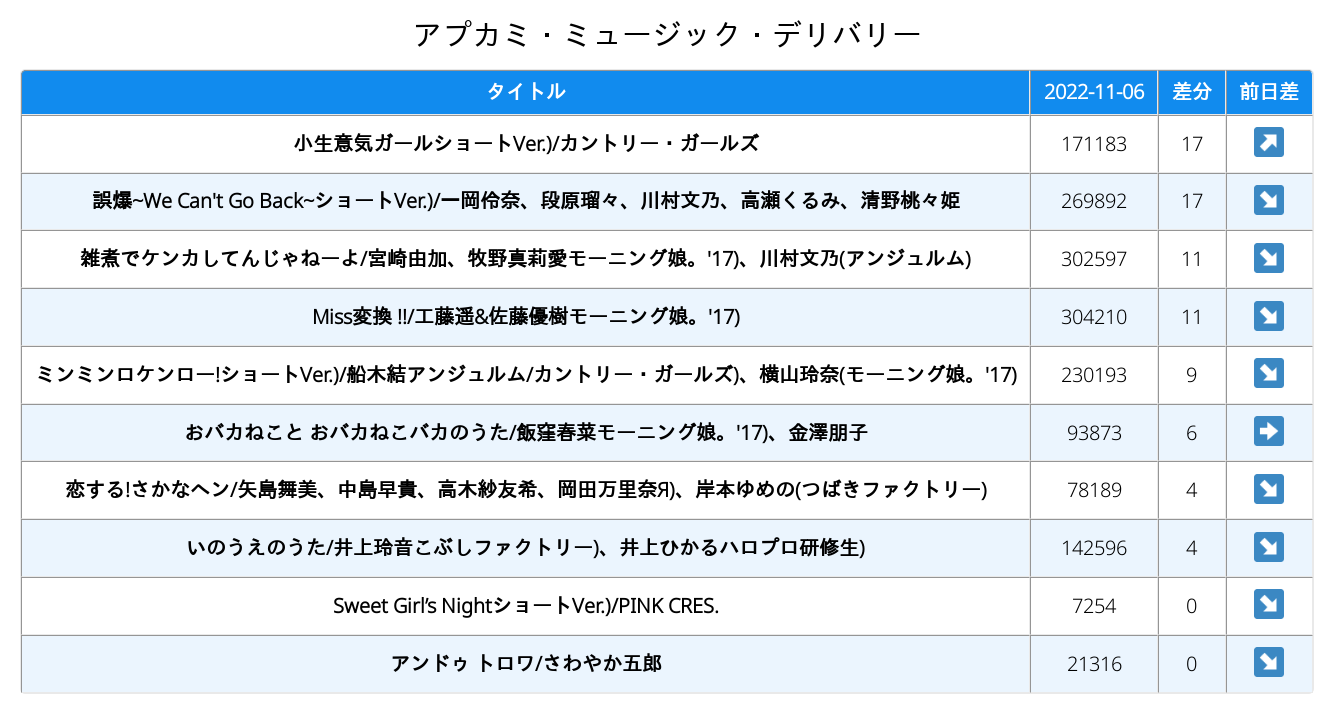 アプカミ・ミュージック・デリバリー
タイトル 2022-11-06 差分 前日差
小生意気ガールショートVer.)/カントリー・ガールズ 171183 17
誤爆~We Can't Go Back~ショートVer.)/一岡伶奈、段原瑠々、川村文乃、高瀬くるみ、清野桃々姫 269892 17
雑煮でケンカしてんじゃねーよ/宮崎由加、牧野真莉愛モーニング娘。'17)、川村文乃(アンジュルム) 302597 11
Miss変換 !!/工藤遥&佐藤優樹モーニング娘。'17) 304210 11
ミンミンロケンロー!ショートVer.)/船木結アンジュルム/カントリー・ガールズ)、横山玲奈(モーニング娘。'17) 230193 9
おバカねこと おバカねこバカのうた/飯窪春菜モーニング娘。'17)、金澤朋子 93873 6
恋する!さかなヘン/矢島舞美、中島早貴、高木紗友希、岡田万里奈Я)、岸本ゆめの(つばきファクトリー) 78189 4
いのうえのうた/井上玲音こぶしファクトリー)、井上ひかるハロプロ研修生) 142596 4
Sweet Girl’s NightショートVer.)/PINK CRES. 7254 0
アンドゥ トロワ/さわやか五郎 21316 0